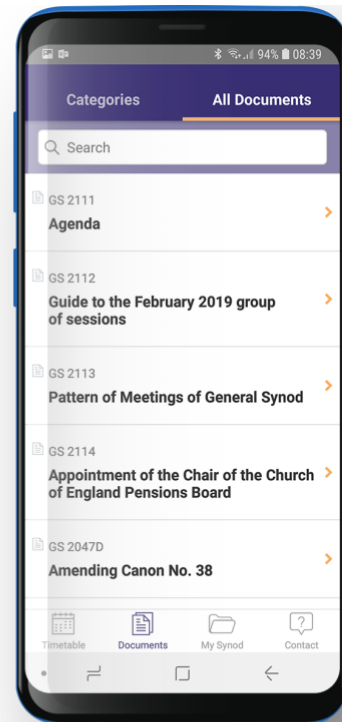 94% 08:39
Categories All Documents
Search
GS 2111
Agenda
GS 2112
Guide to the February 2019 group
of sessions
GS 2113
Pattern of Meetings of General Synod
GS 2114
Appointment of the Chair of the Church
of England Pensions Board
GS 2047D
Amending Canon No. 38
Timetable Documents My Synod Contact